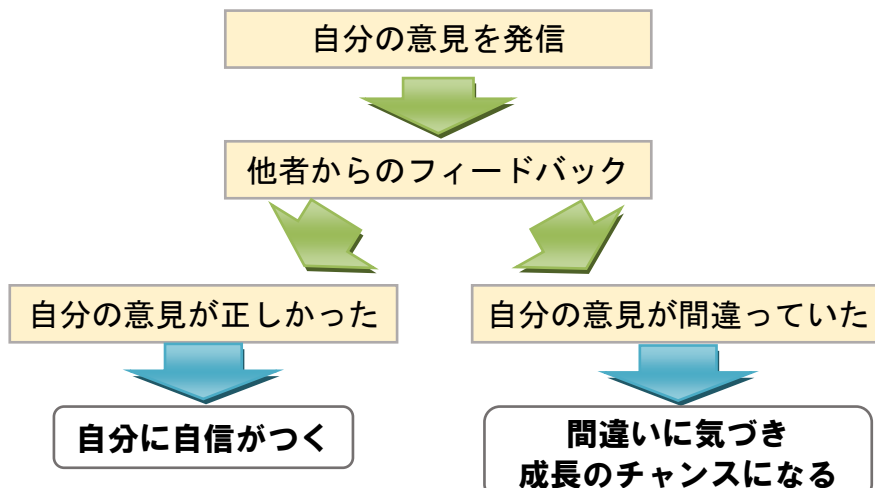 自分の意見を発信
他者からのフィードバック
自分の意見が正しかった
自分の意見が間違っていた
自分に自信がつく
間違いに気づき
成長のチャンスになる